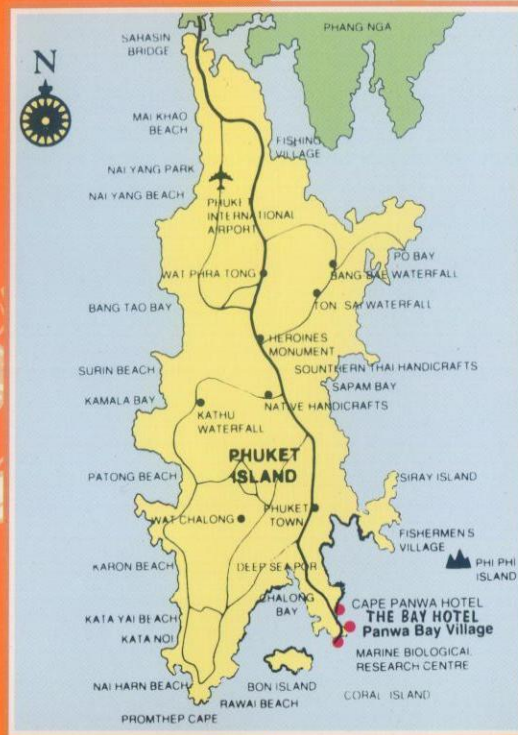 SAHASIN
BRIDGE
PHANG NGA
N
MAI KHAO
BEACH
FISHING
VILLAGE
NAI YANG PARK
NAI YANG BEACH
PHUKET
INTERNATIONAL
AIRPORT
PO BAY
WAT PHRA TONG
BANG BAE WATERFALL
TON SAI WATERFALL
BANG TAO BAY
HEROINES
MONUMENT
SOUNTHERN THAI HANDICRAFTS
SURIN BEACH
SAPAM BAY
KAMALA BAY
NATIVE HANDICRAFTS
KATHU
WATERFALL
PHUKET
ISLAND
PATONG BEACH
SIRAY ISLAND
PHUKET
TOWN
WAT CHALONG
FISHERMEN'S
VILLAGE
PHI PHI
ISLAND
KARON BEACH
DEEP SEA POR
CHALONG
BAY
CAPE PANWA HOTEL
KATA YAI BEACH
THE BAY HOTEL
Panwa Bay Village
KATA NOI
MARINE BIOLOGICAL
RESEARCH CENTRE
NAI HARN BEACH
BON ISLAND
CORAL ISLAND
RAWAI BEACH
PROMTHEP CAPE